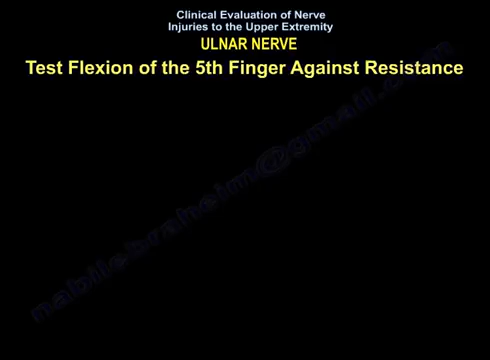 Clinical Evaluation of Nerve
Injuries to the Upper Extremity
ULNAR NERVE
Test Flexion of the 5th Finger Against Resistance